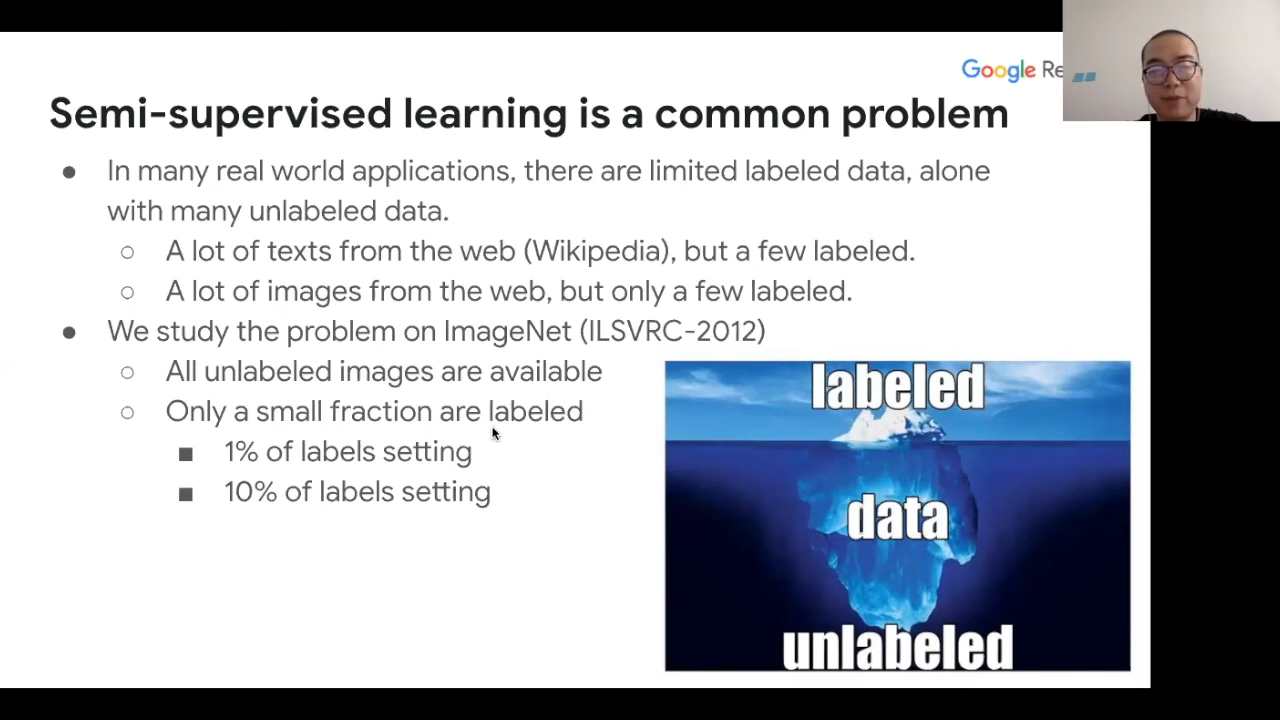 Google Re
Semi-supervised learning is a common problem
● In many real world applications, there are limited labeled data, alone
with many unlabeled data.
○ A lot of texts from the web (Wikipedia), but a few labeled.
○ A lot of images from the web, but only a few labeled.
● We study the problem on ImageNet (ILSVRC-2012)
○ All unlabeled images are available
○ Only a small fraction are labeled
■ 1% of labels setting
■ 10% of labels setting
labeled
data
unlabeled